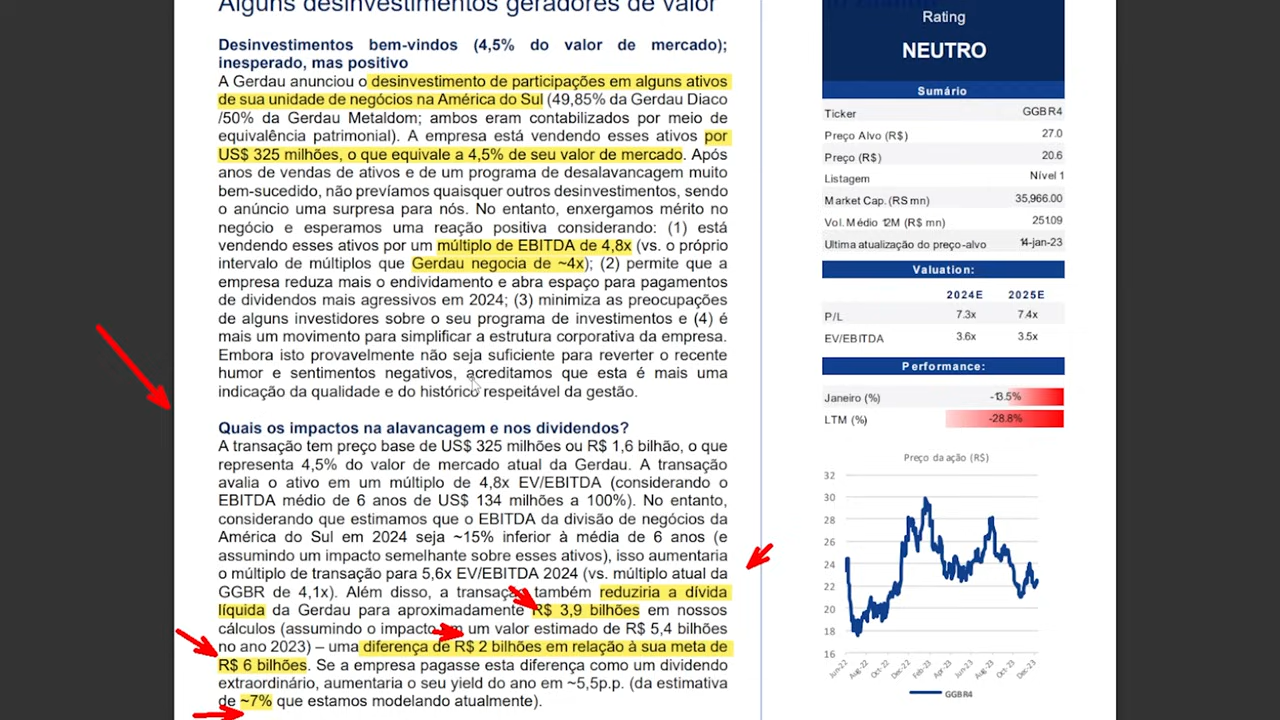 Alguns desinvestimentos geradores de valor
Desinvestimentos bem-vindos (4,5% do valor de mercado);
inesperado, mas positivo
A Gerdau anunciou o desinvestimento de participações em alguns ativos
de sua unidade de negócios na América do Sul (49,85% da Gerdau Diaco
/50% da Gerdau Metaldom; ambos eram contabilizados por meio de
equivalência patrimonial). A empresa está vendendo esses ativos por
US$ 325 milhões, o que equivale a 4,5% de seu valor de mercado. Após
anos de vendas de ativos e de um programa de desalavancagem muito
bem-sucedido, não prevíamos quaisquer outros desinvestimentos, sendo
o anúncio uma surpresa para nós. No entanto, enxergamos mérito no
negócio e esperamos uma reação positiva considerando: (1) está
vendendo esses ativos por um múltiplo de EBITDA de 4,8x (vs. o próprio
intervalo de múltiplos que Gerdau negocia de ~4x); (2) permite que a
empresa reduza mais o endividamento e abra espaço para pagamentos
de dividendos mais agressivos em 2024; (3) minimiza as preocupações
de alguns investidores sobre o seu programa de investimentos e (4) é
mais um movimento para simplificar a estrutura corporativa da empresa.
Embora isto provavelmente não seja suficiente para reverter o recente
humor e sentimentos negativos, acreditamos que esta é mais uma
indicação da qualidade e do histórico respeitável da gestão.
Quais os impactos na alavancagem e nos dividendos?
A transação tem preço base de US$ 325 milhões ou R$ 1,6 bilhão, o que
representa 4,5% do valor de mercado atual da Gerdau. A transação
avalia o ativo em um múltiplo de 4,8x EV/EBITDA (considerando o
EBITDA médio de 6 anos de US$ 134 milhões a 100%). No entanto,
considerando que estimamos que o EBITDA da divisão de negócios da
América do Sul em 2024 seja ~15% inferior à média de 6 anos (e
assumindo um impacto semelhante sobre esses ativos), isso aumentaria
o múltiplo de transação para 5,6x EV/EBITDA 2024 (vs. múltiplo atual da
GGBR de 4,1x). Além disso, a transação também reduziria a dívida
líquida da Gerdau para aproximadamente R$ 3,9 bilhões em nossos
cálculos (assumindo o impacto em um valor estimado de R$ 5,4 bilhões
no ano 2023) – uma diferença de R$ 2 bilhões em relação à sua meta de
R$ 6 bilhões. Se a empresa pagasse esta diferença como um dividendo
extraordinário, aumentaria o seu yield do ano em ~5,5p.p. (da estimativa
de ~7% que estamos modelando atualmente).
Rating
NEUTRO
Sumário
Ticker GGBR4
Preço Alvo (R$) 27.0
Preço (R$) 20.6
Listagem Nível 1
Market Cap. (RS mn) 35,966.00
Vol. Médio 12M (R$ mn) 251.09
Ultima atualização do preço-alvo 14-jan-23
Valuation:
2024E 2025E
P/L 7.3x 7.4x
EV/EBITDA 3.6x 3.5x
Performance:
Janeiro (%) -13.5%
LTM (%) -28.8%
Preço da ação (R$)
32
30
28
26
24
22
20
18
16
Jun-22 Aug-22 Oct-22 Dec-22 Feb-23 Apr-23 Jun-23 Aug-23 Oct-23 Dec-23
GGBR4